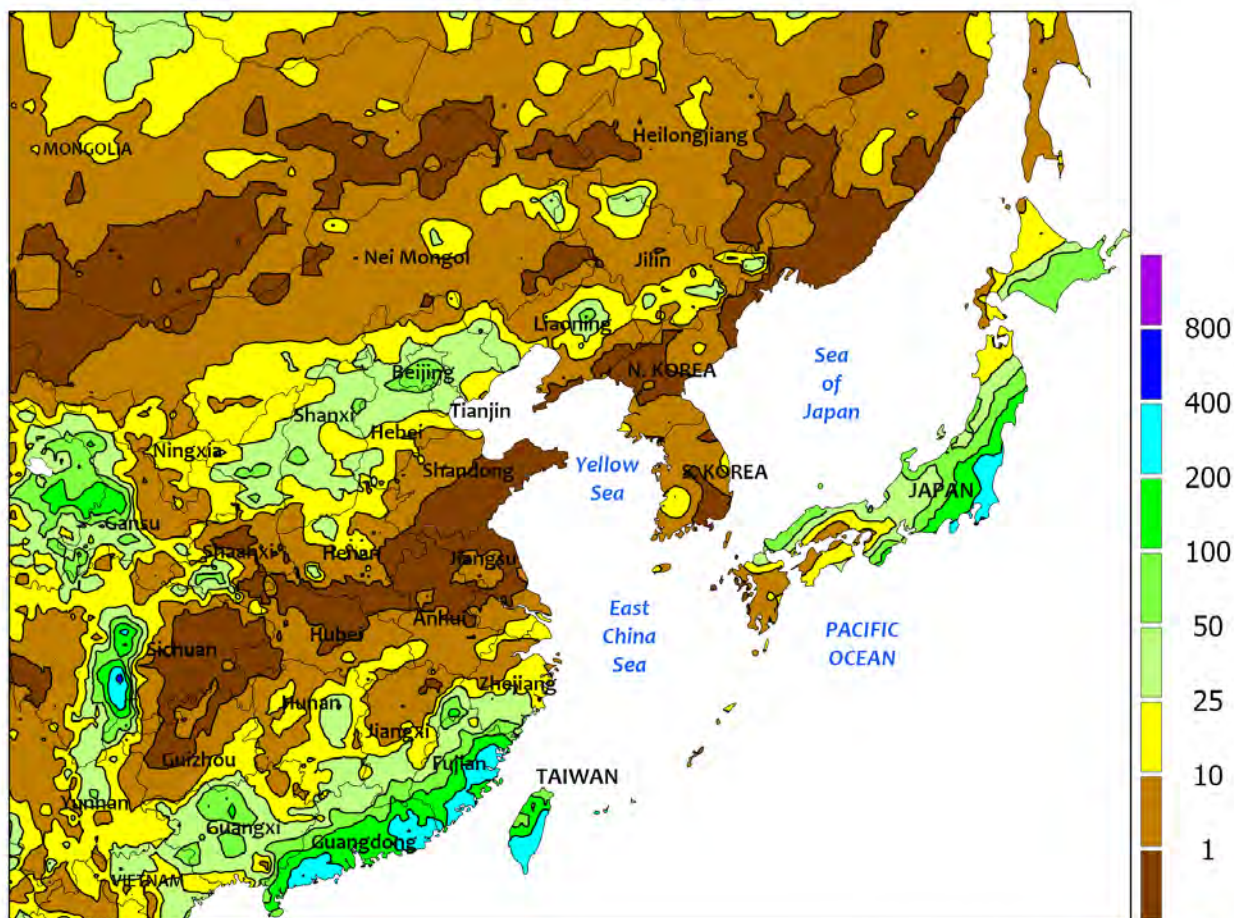 Heilongjiang
MONGOLIA
Nei Mongol
Jilin
Liaoning
Beijing
N. KOREA
Sea
of
Japan
Shanxi
Tianjin
Hebei
Ningxia
Shandong
Yellow
Sea
S. KOREA
JAPAN
Gansu
Shaanxi
Henan
Jiangsu
Anhui
Hubei
East
China
Sea
PACIFIC
OCEAN
Sichuan
Zhejiang
Hunan
Jiangxi
Guizhou
Fujian
TAIWAN
Yunnan
Guangxi
Guangdong
VIETNAM
800
400
200
100
50
25
10
1